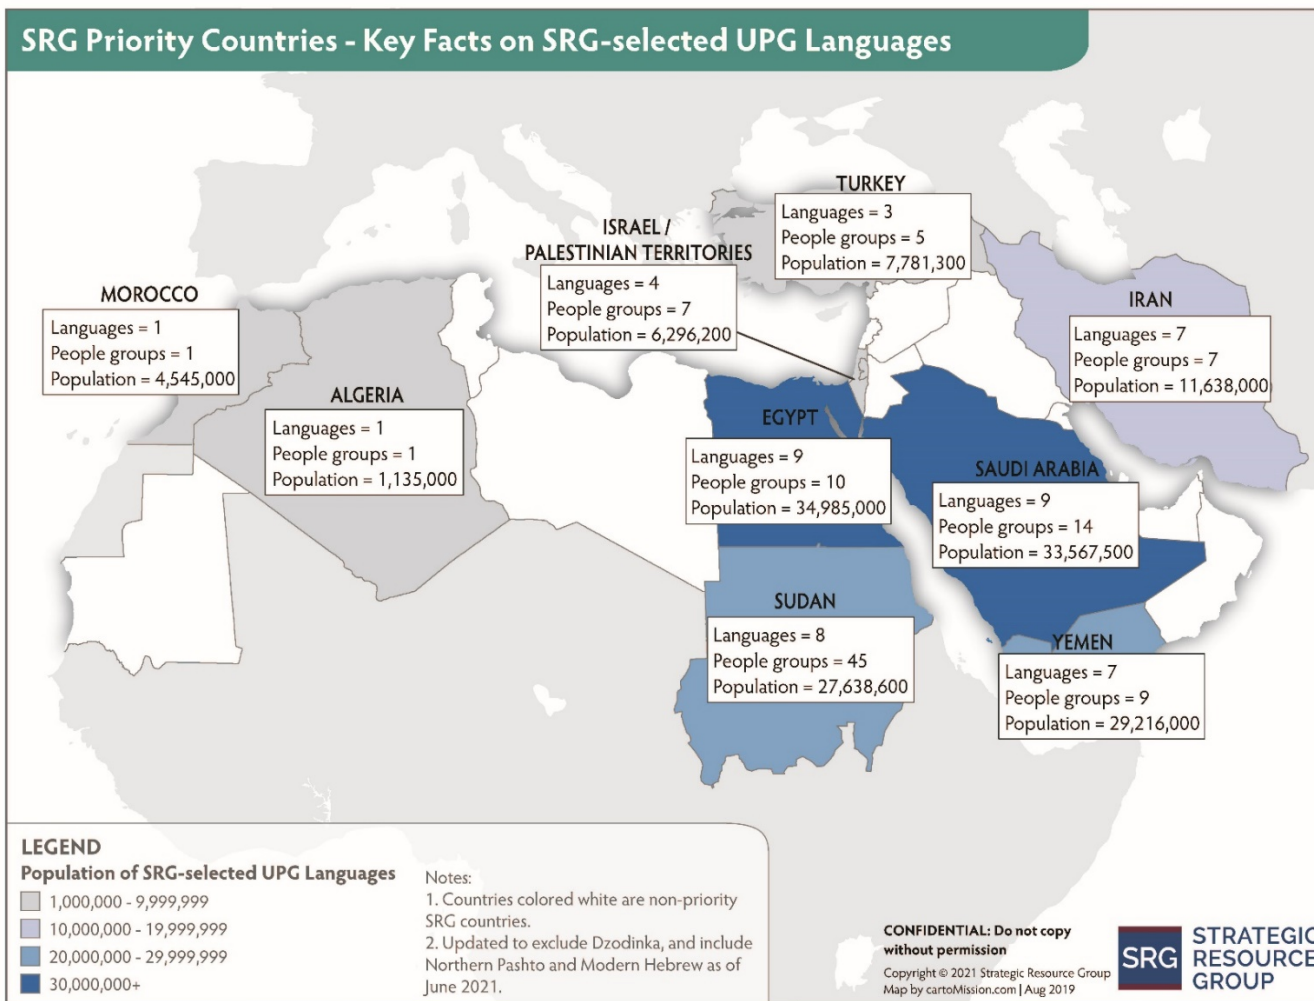 SRG Priority Countries - Key Facts on SRG-selected UPG Languages
TURKEY
Languages = 3
People groups = 5
Population = 7,781,300
ISRAEL /
PALESTINIAN TERRITORIES
Languages = 4
People groups = 7
Population = 6,296,200
MOROCCO
Languages = 1
People groups = 1
Population = 4,545,000
IRAN
Languages = 7
People groups = 7
Population = 11,638,000
ALGERIA
Languages = 1
People groups = 1
Population = 1,135,000
EGYPT
Languages = 9
People groups = 10
Population = 34,985,000
SAUDI ARABIA
Languages = 9
People groups = 14
Population = 33,567,500
SUDAN
Languages = 8
People groups = 45
Population = 27,638,600
YEMEN
Languages = 7
People groups = 9
Population = 29,216,000
LEGEND
Population of SRG-selected UPG Languages
1,000,000 - 9,999,999
10,000,000 - 19,999,999
20,000,000 - 29,999,999
30,000,000+
Notes:
1. Countries colored white are non-priority
SRG countries.
2. Updated to exclude Dzodinka, and include
Northern Pashto and Modern Hebrew as of
June 2021.
CONFIDENTIAL: Do not copy
without permission
Copyright © 2021 Strategic Resource Group
Map by cartoMission.com | Aug 2019
SRG
STRATEGIC
RESOURCE
GROUP